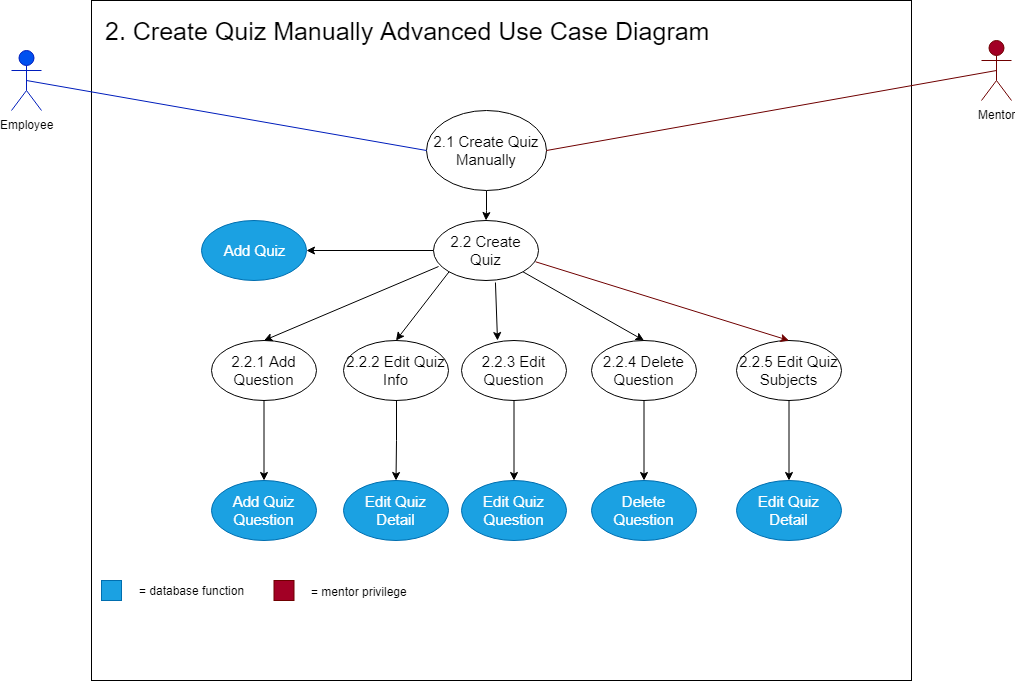 2. Create Quiz Manually Advanced Use Case Diagram
Employee
Mentor
2.1 Create Quiz
Manually
Add Quiz
2.2 Create
Quiz
2.2.1 Add
Question
2.2.2 Edit Quiz
Info
2.2.3 Edit
Question
2.2.4 Delete
Question
2.2.5 Edit Quiz
Subjects
Add Quiz
Question
Edit Quiz
Detail
Edit Quiz
Question
Delete
Question
Edit Quiz
Detail
= database function
= mentor privilege